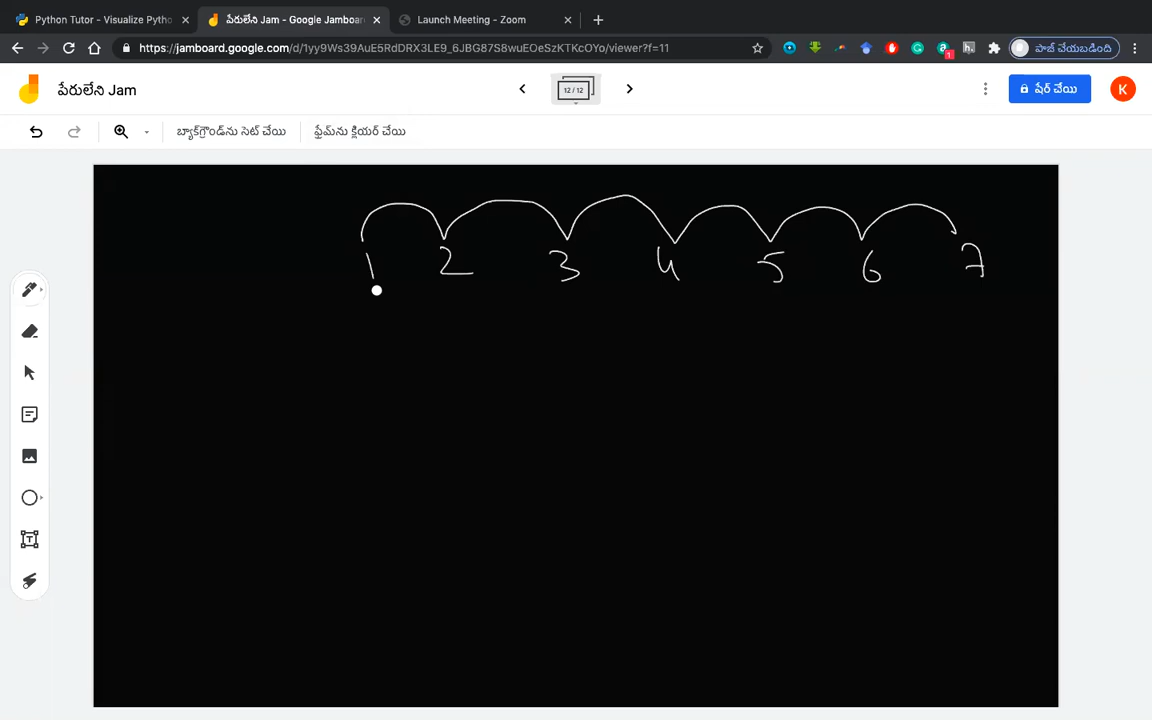 Python Tutor - Visualize Pytho
పేరులేని Jam - Google Jamboar
Launch Meeting - Zoom
https://jamboard.google.com/d/1yy9Ws39AuE5RdDRX3LE9_6JBG87S8wuEOeSzKTKcOYo/viewer?f=11
పాజ్ చేయబడింది
పేరులేని Jam
12 / 12
షేర్ చేయి
K
బ్యాక్‌గ్రౌండ్‌ను సెట్ చేయి
ఫ్రేమ్‌ను క్లియర్ చేయి
1 2 3 4 5 6 7